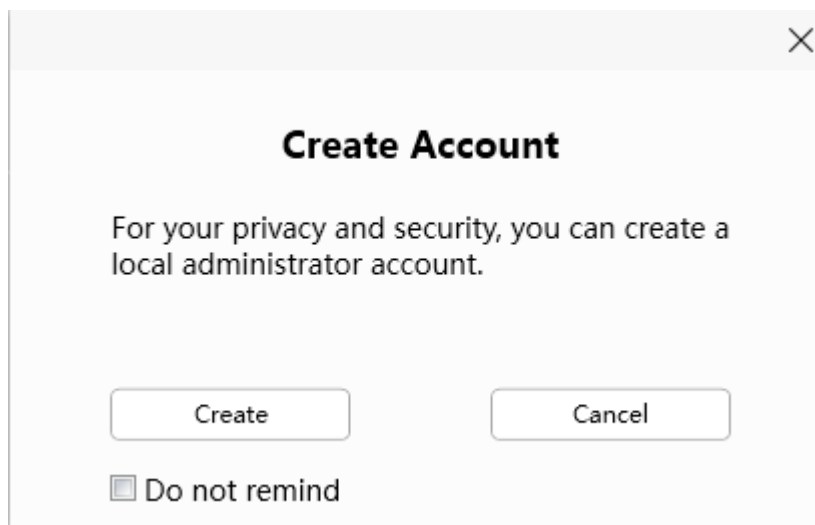 Create Account
For your privacy and security, you can create a
local administrator account.
Create
Cancel
Do not remind